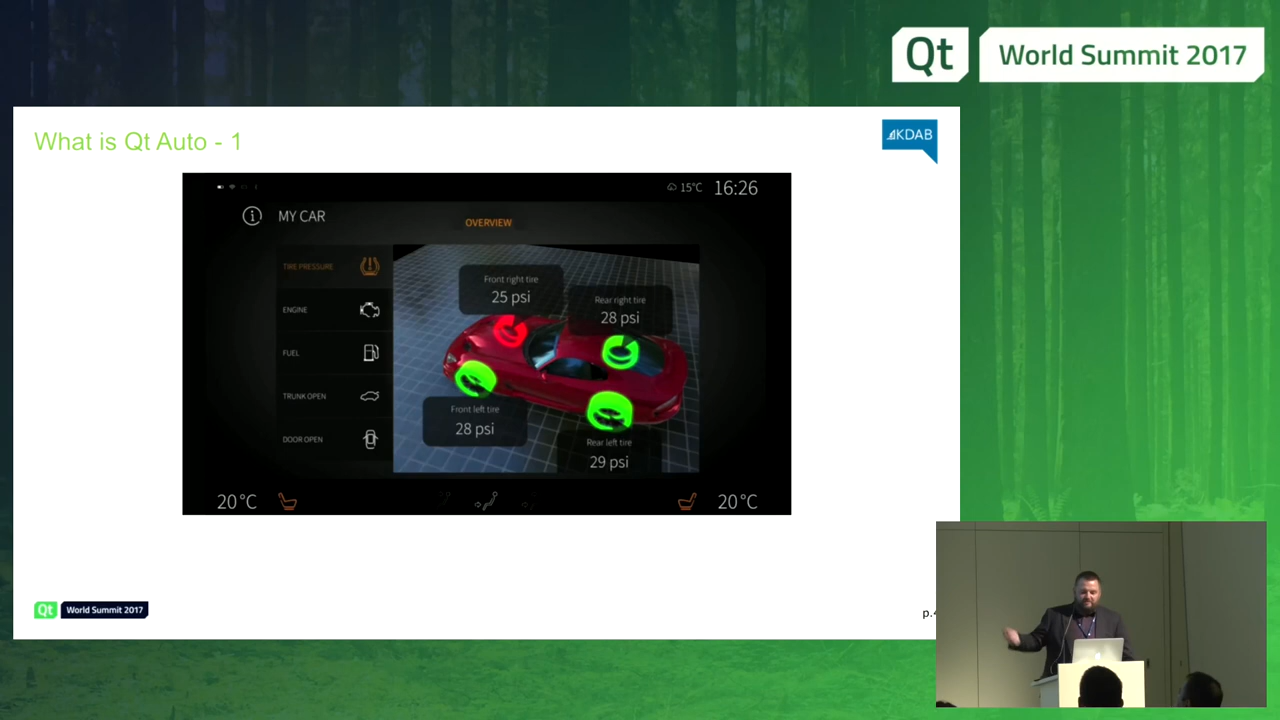 Qt
World Summit 2017
What is Qt Auto - 1
KDAB
15°C 16:26
MY CAR
OVERVIEW
TIRE PRESSURE
ENGINE
FUEL
TRUNK OPEN
DOOR OPEN
Front right tire
25 psi
Rear right tire
28 psi
Front left tire
28 psi
Rear left tire
29 psi
20°C
20°C
Qt World Summit 2017
p.4